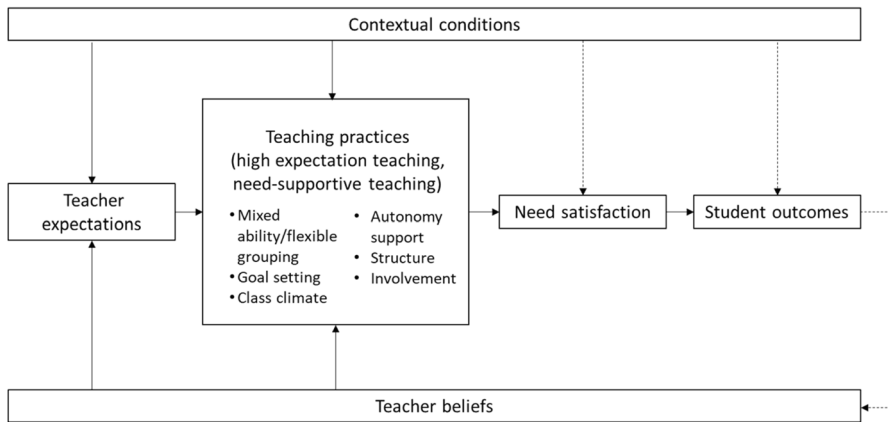 Contextual conditions
Teaching practices
(high expectation teaching,
need-supportive teaching)
• Mixed
ability/flexible
grouping
• Goal setting
• Class climate
• Autonomy
support
• Structure
• Involvement
Teacher
expectations
Need satisfaction
Student outcomes
Teacher beliefs